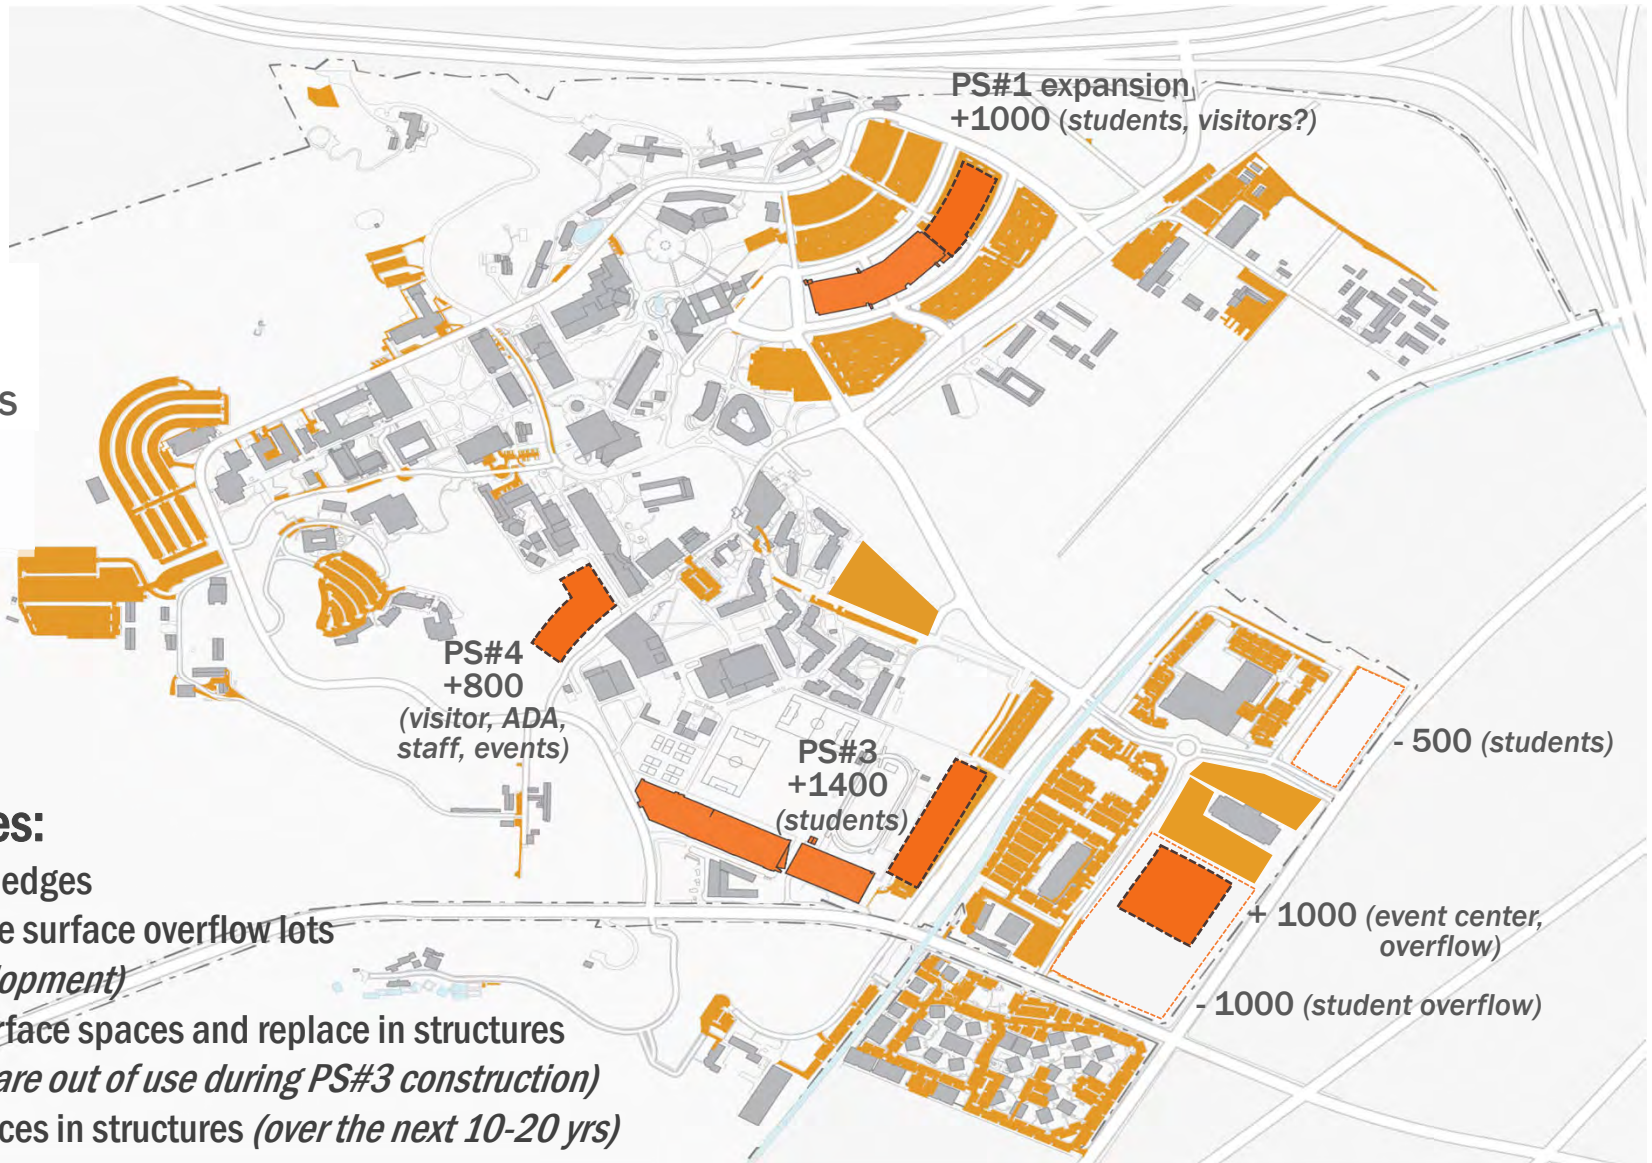 PS#1 expansion
+1000 (students, visitors?)
s
PS#4
+800
(visitor, ADA,
staff, events)
PS#3
+1400
(students)
- 500 (students)
+ 1000 (event center,
overflow)
- 1000 (student overflow)
es:
edges
e surface overflow lots
lopment)
rface spaces and replace in structures
are out of use during PS#3 construction)
ces in structures (over the next 10-20 yrs)